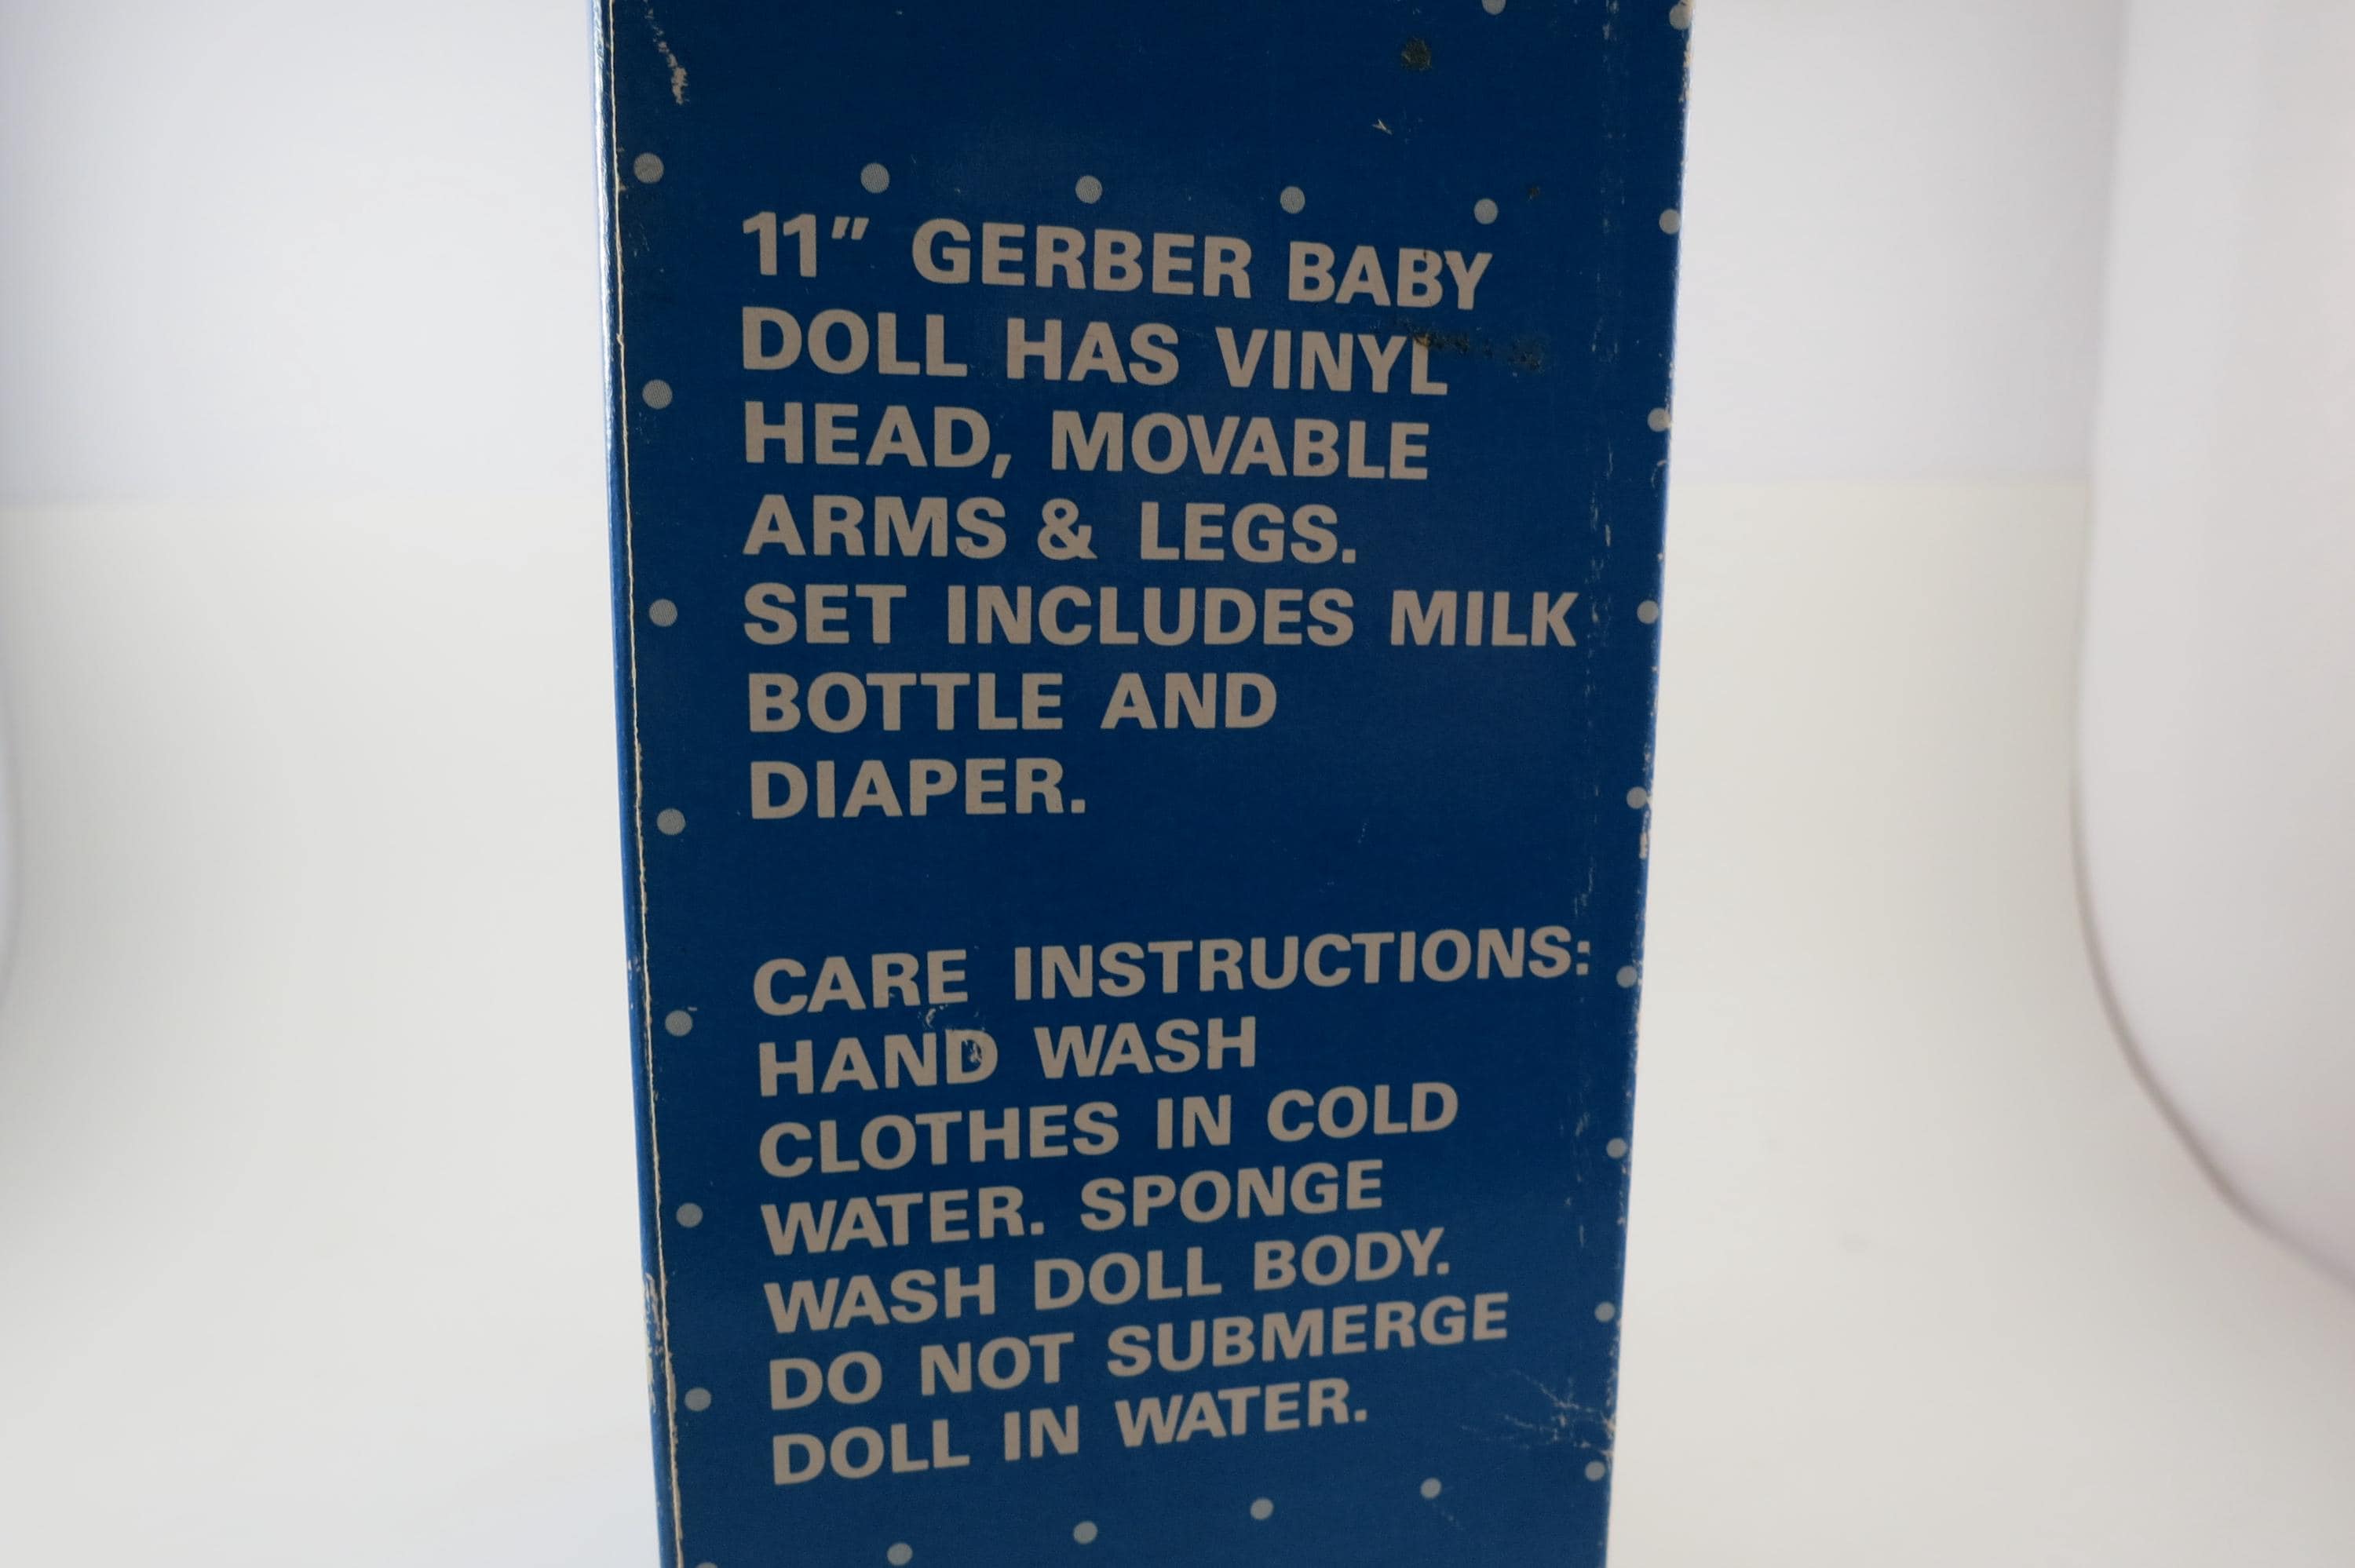 11" GERBER BABY
DOLL HAS VINYL
HEAD, MOVABLE
ARMS & LEGS.
SET INCLUDES MILK
BOTTLE AND
DIAPER.
CARE INSTRUCTIONS:
HAND WASH
CLOTHES IN COLD
WATER. SPONGE
WASH DOLL BODY.
DO NOT SUBMERGE
DOLL IN WATER.